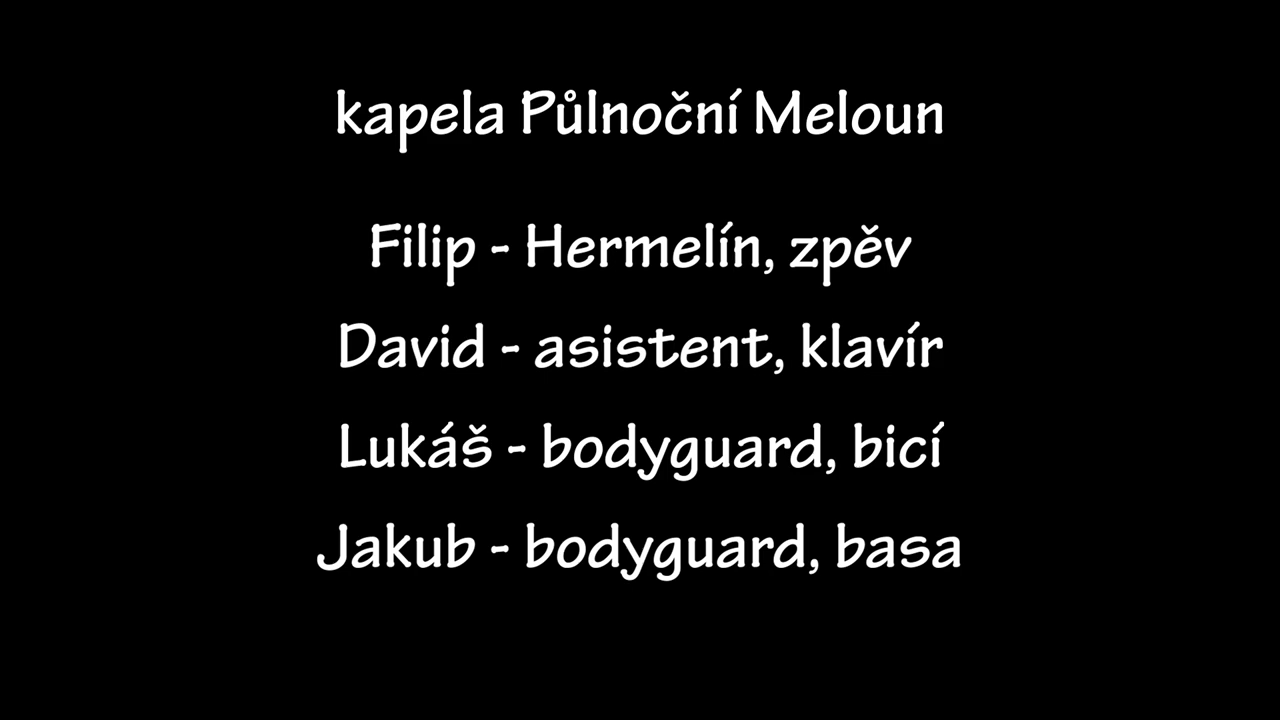 kapela Půlnoční Meloun
Filip - Hermelín, zpěv
David - asistent, klavír
Lukáš - bodyguard, bicí
Jakub - bodyguard, basa